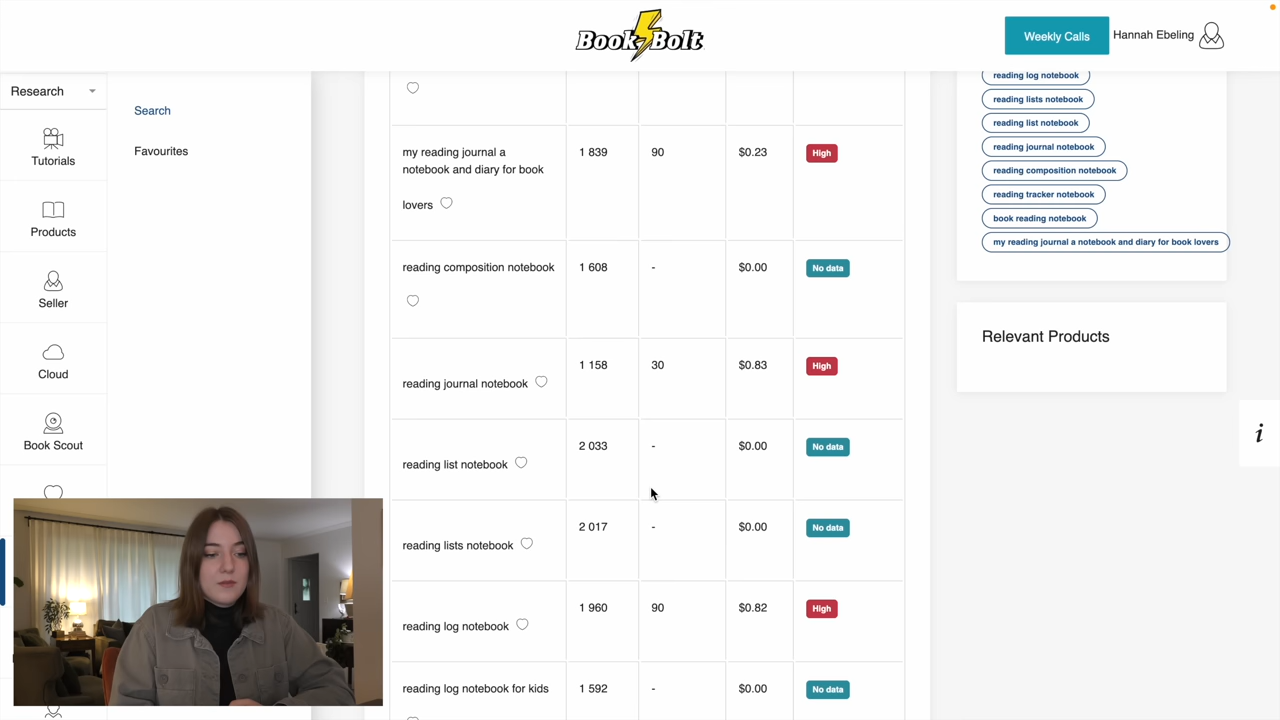 Book Bolt
Weekly Calls
Hannah Ebeling
Research
Tutorials
Products
Seller
Cloud
Book Scout
Search
Favourites
my reading journal a
notebook and diary for book
lovers
1 839
90
$0.23
High
reading composition notebook
1 608
-
$0.00
No data
reading journal notebook
1 158
30
$0.83
High
reading list notebook
2 033
-
$0.00
No data
reading lists notebook
2 017
-
$0.00
No data
reading log notebook
1 960
90
$0.82
High
reading log notebook for kids
1 592
-
$0.00
No data
reading log notebook
reading lists notebook
reading list notebook
reading journal notebook
reading composition notebook
reading tracker notebook
book reading notebook
my reading journal a notebook and diary for book lovers
Relevant Products
i